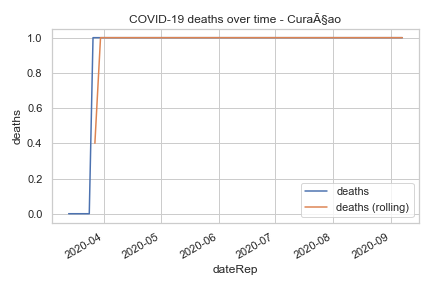 COVID-19 deaths over time - CuraÃ§ao
deaths
1.0
0.8
0.6
0.4
0.2
0.0
deaths
deaths (rolling)
2020-04
2020-05
2020-06
2020-07
2020-08
2020-09
dateRep